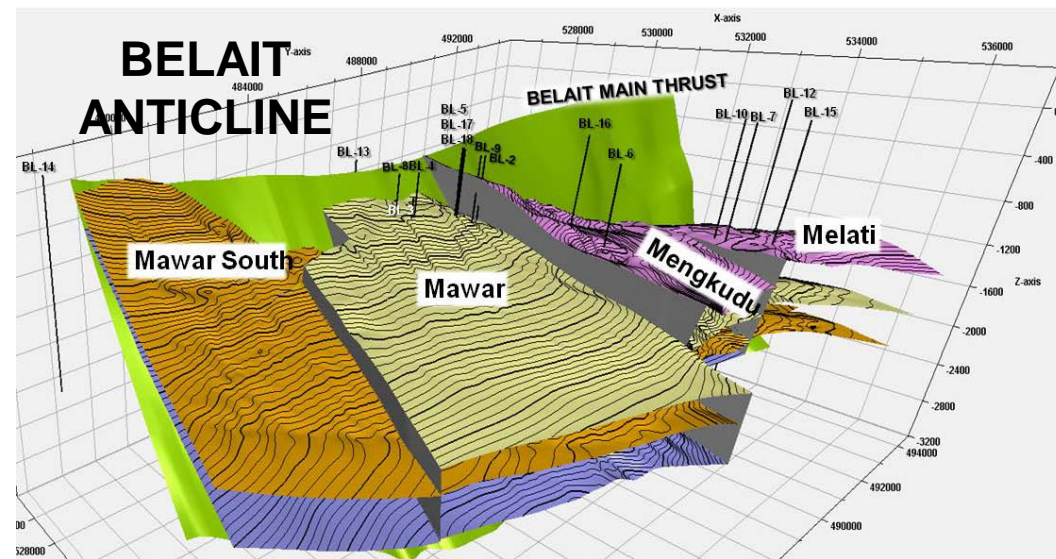 BELAIT
ANTICLINE
X-axis
Y-axis
528000
530000
532000
534000
536000
492000
488000
484000
BELAIT MAIN THRUST
BL-5
BL-17
BL-18
BL-9
BL-2
BL-13
BL-8
BL-4
BL-14
BL-16
BL-6
BL-10
BL-7
BL-12
BL-15
Mawar South
Mawar
Mengkudu
Melati
Z-axis
0
-400
-800
-1200
-1600
-2000
-2400
-2800
-3200
494000
492000
490000
528000